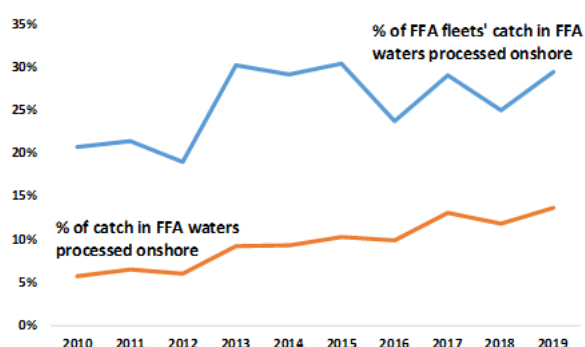 35%
% of FFA fleets' catch in FFA
waters processed onshore
30%
25%
20%
15%
% of catch in FFA waters
processed onshore
10%
5%
0%
2010 2011 2012 2013 2014 2015 2016 2017 2018 2019